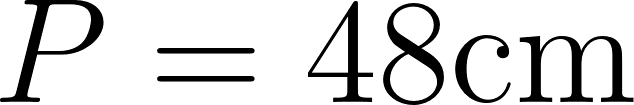 P = 48cm